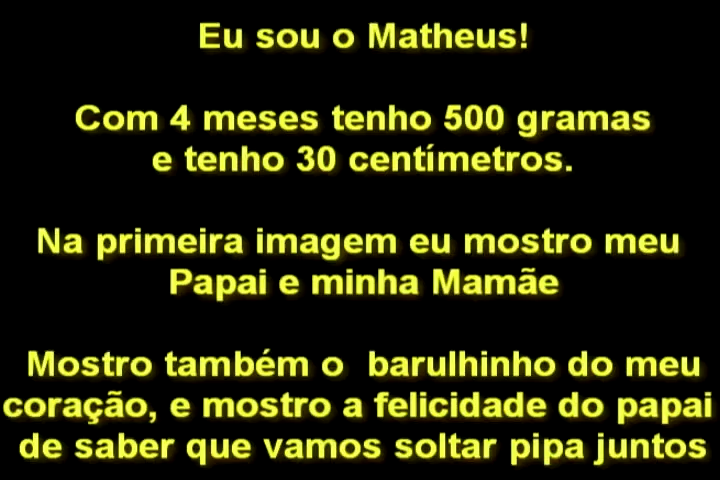 Eu sou o Matheus!
Com 4 meses tenho 500 gramas
e tenho 30 centímetros.
Na primeira imagem eu mostro meu
Papai e minha Mamãe
Mostro também o barulhinho do meu
coração, e mostro a felicidade do papai
de saber que vamos soltar pipa juntos